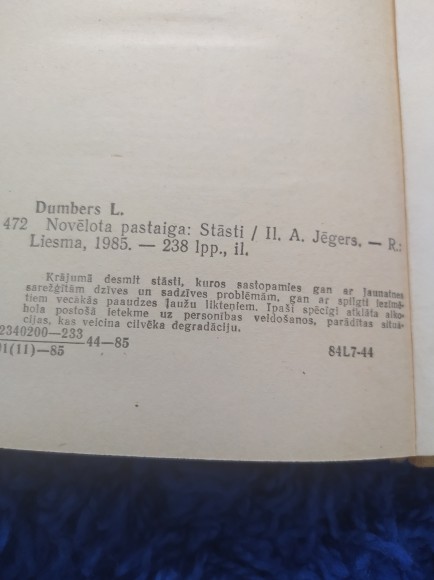 Dumbers L.
472 Novēlota pastaiga: Stāsti / Il. A. Jēgers. — R.:
Liesma, 1985. — 238 lpp., il.
Krājumā desmit stāsti, kuros sastopamies gan ar jaunatnes
sarežģītām dzīves un sadzīves problēmām, gan ar spilgti iezīmē-
tiem vecākās paaudzes ļaužu likteņiem. Īpaši spēcīgi atklāta alko-
hola postošā ietekme uz personības veidošanos, parādītas situā-
cijas, kas veicina cilvēka degradāciju.
2340200—233
44—85 84L7-44
01(11)—85